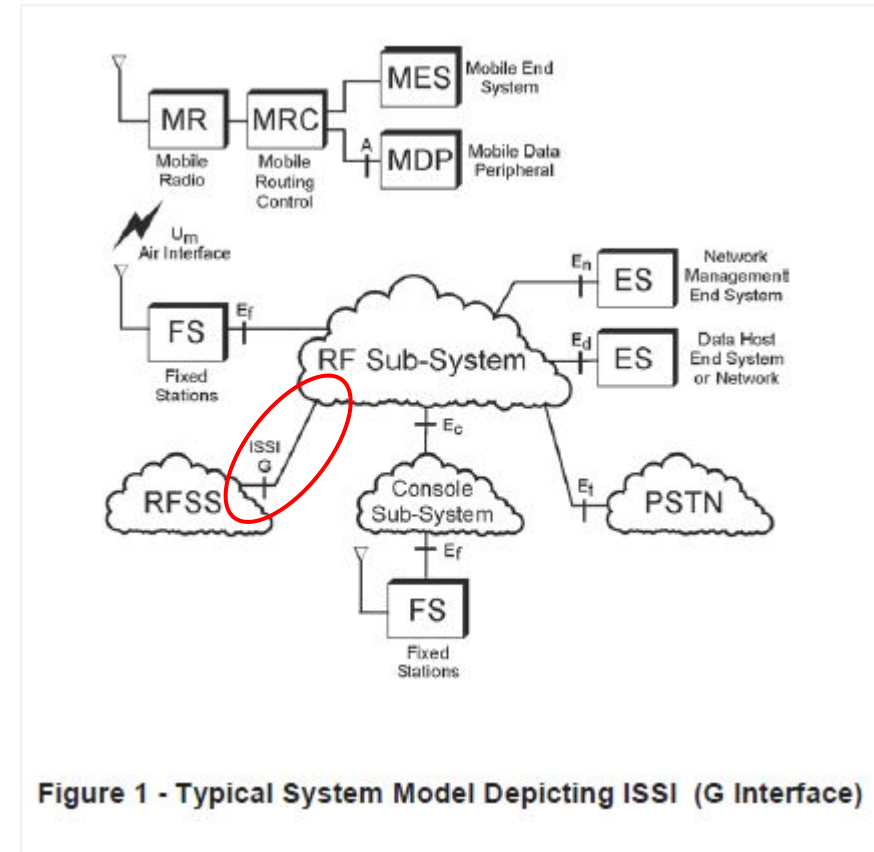 MES
Mobile End
System
MR
MRC
A
MDP
Mobile Data
Peripheral
Mobile
Radio
Mobile
Routing
Control
Um
Air Interface
En
ES
Network
Management
End System
FS
Ef
RF Sub-System
Ed
ES
Data Host
End System
or Network
Fixed
Stations
ISSI
G
Ec
RFSS
Console
Sub-System
Et
PSTN
Ef
FS
Fixed
Stations
Figure 1 - Typical System Model Depicting ISSI (G Interface)